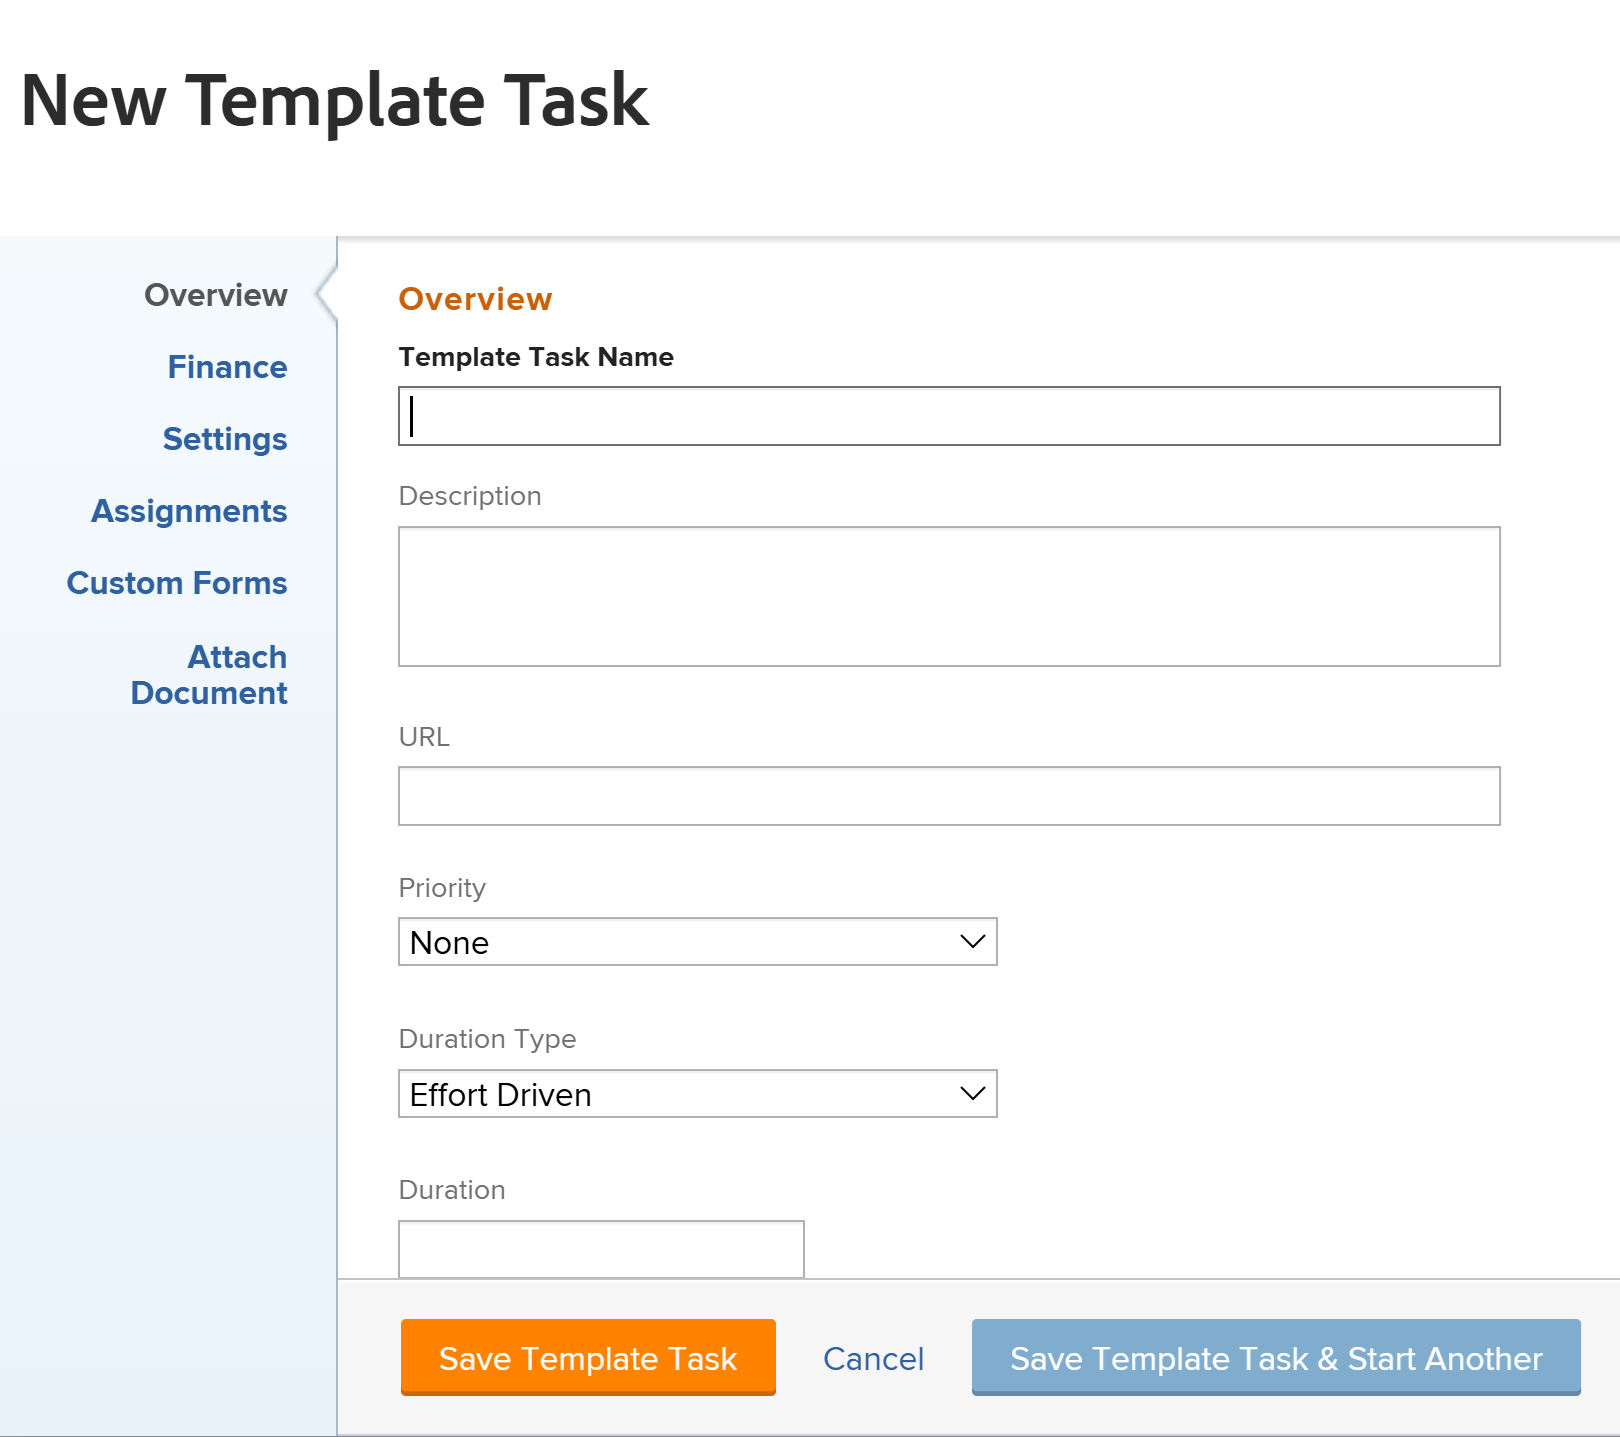 New Template Task
Overview
Finance
Settings
Assignments
Custom Forms
Attach
Document
Overview
Template Task Name
Description
URL
Priority
None
Duration Type
Effort Driven
Duration
Save Template Task
Cancel
Save Template Task & Start Another